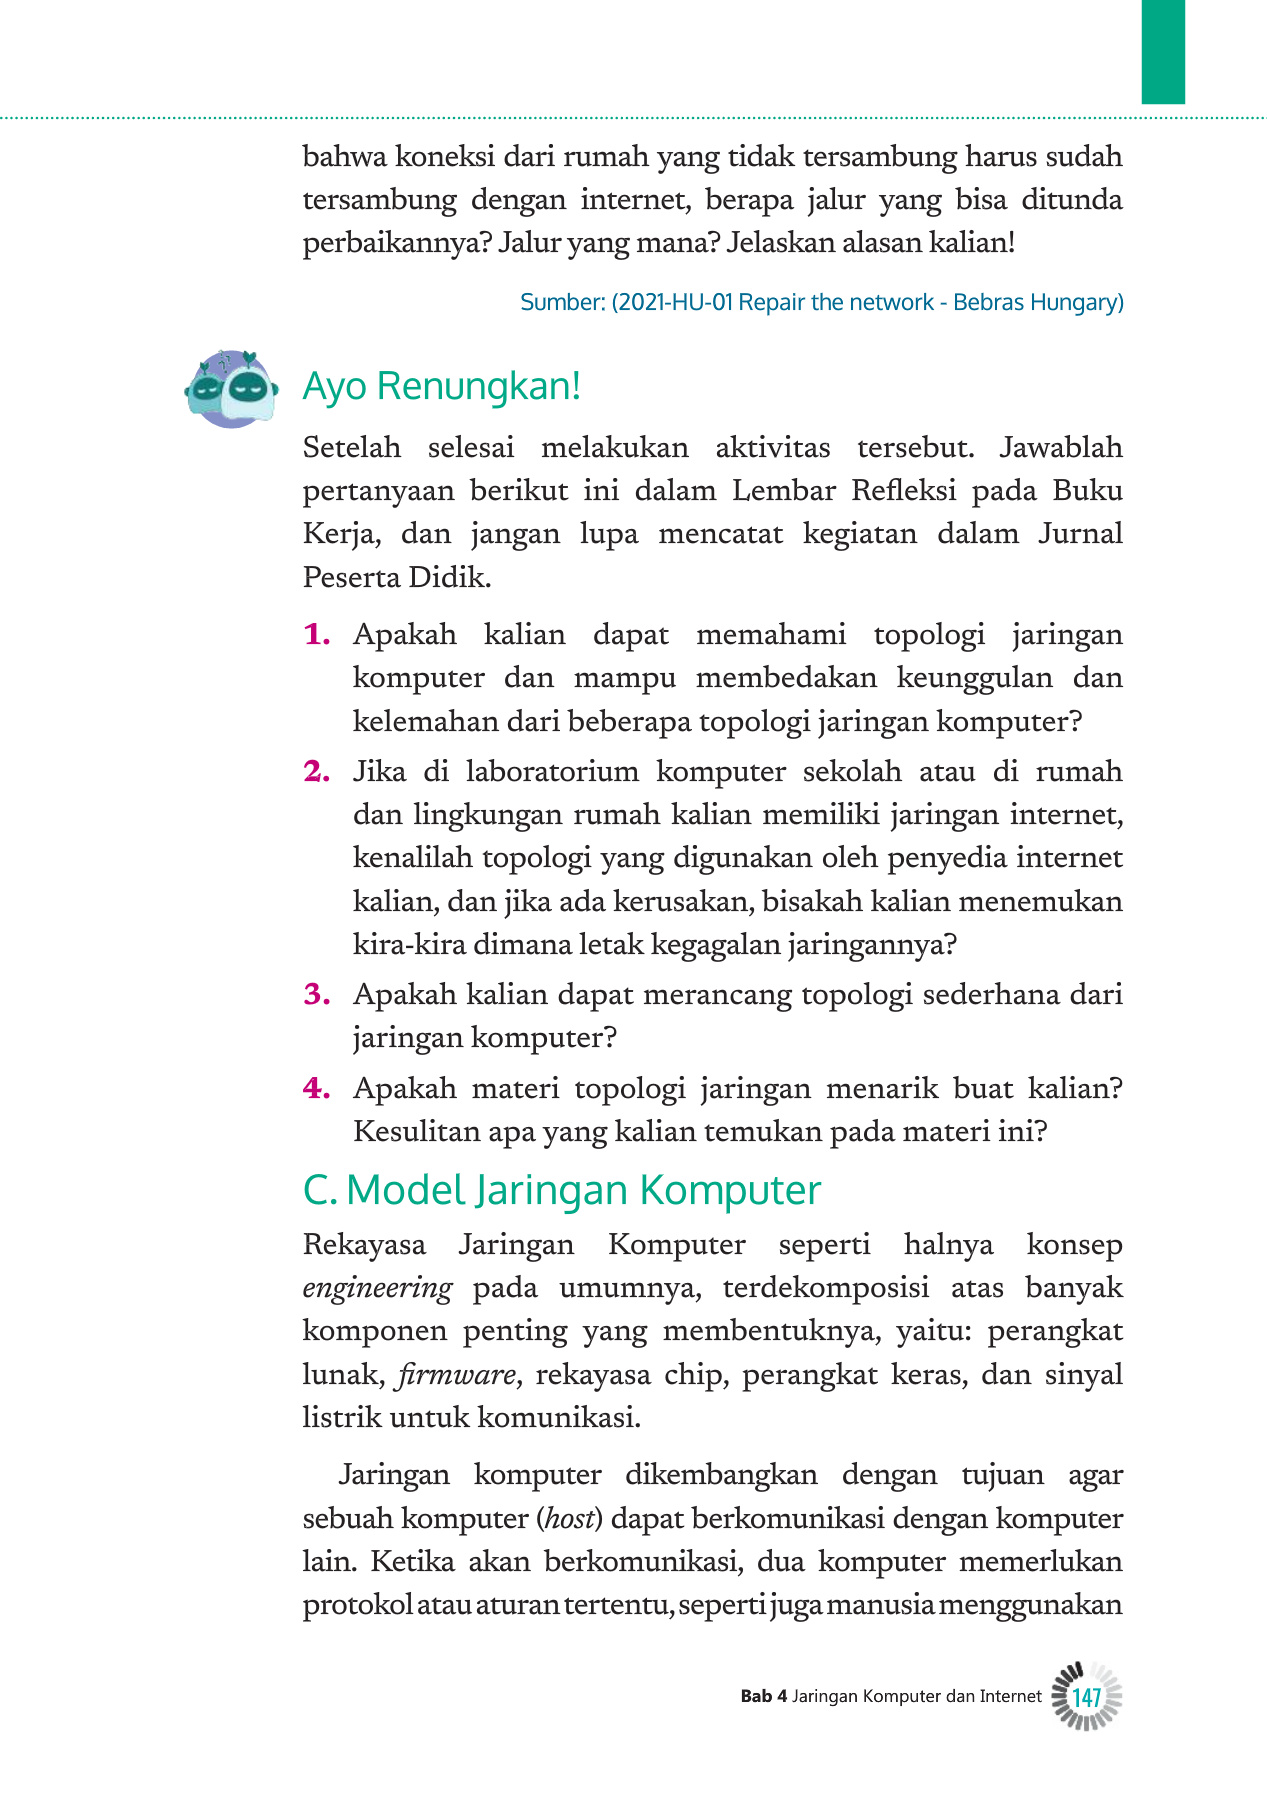 bahwa koneksi dari rumah yang tidak tersambung harus sudah
tersambung dengan internet, berapa jalur yang bisa ditunda
perbaikannya? Jalur yang mana? Jelaskan alasan kalian!
Sumber: (2021-HU-01 Repair the network - Bebras Hungary)
Ayo Renungkan!
Setelah selesai melakukan aktivitas tersebut. Jawablah
pertanyaan berikut ini dalam Lembar Refleksi pada Buku
Kerja, dan jangan lupa mencatat kegiatan dalam Jurnal
Peserta Didik.
1. Apakah kalian dapat memahami topologi jaringan
komputer dan mampu membedakan keunggulan dan
kelemahan dari beberapa topologi jaringan komputer?
2. Jika di laboratorium komputer sekolah atau di rumah
dan lingkungan rumah kalian memiliki jaringan internet,
kenalilah topologi yang digunakan oleh penyedia internet
kalian, dan jika ada kerusakan, bisakah kalian menemukan
kira-kira dimana letak kegagalan jaringannya?
3. Apakah kalian dapat merancang topologi sederhana dari
jaringan komputer?
4. Apakah materi topologi jaringan menarik buat kalian?
Kesulitan apa yang kalian temukan pada materi ini?
C. Model Jaringan Komputer
Rekayasa Jaringan Komputer seperti halnya konsep
engineering pada umumnya, terdekomposisi atas banyak
komponen penting yang membentuknya, yaitu: perangkat
lunak, firmware, rekayasa chip, perangkat keras, dan sinyal
listrik untuk komunikasi.
Jaringan komputer dikembangkan dengan tujuan agar
sebuah komputer (host) dapat berkomunikasi dengan komputer
lain. Ketika akan berkomunikasi, dua komputer memerlukan
protokol atau aturan tertentu, seperti juga manusia menggunakan
Bab 4 Jaringan Komputer dan Internet 147